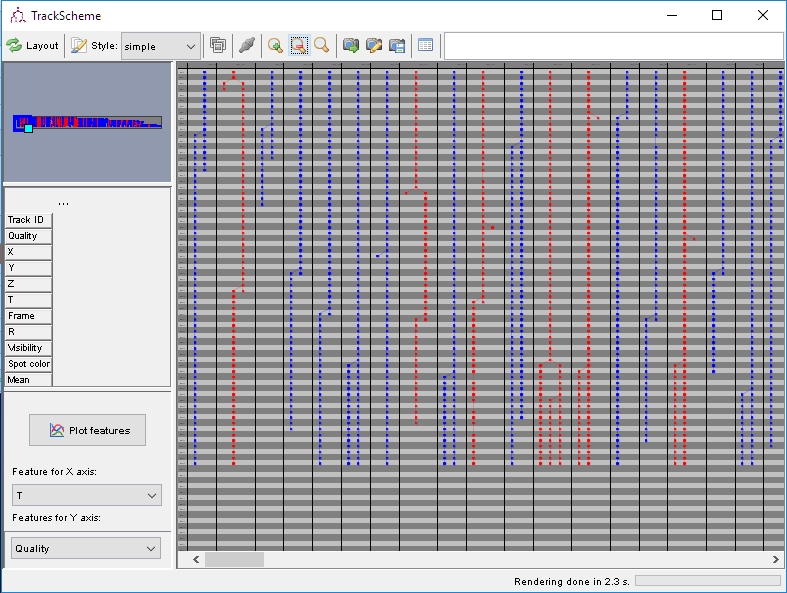 TrackScheme
Layout
Style: simple
...
Track ID
Quality
X
Y
Z
T
Frame
R
Visibility
Spot color
Mean
Plot features
Feature for X axis:
T
Features for Y axis:
Quality
Rendering done in 2.3 s.